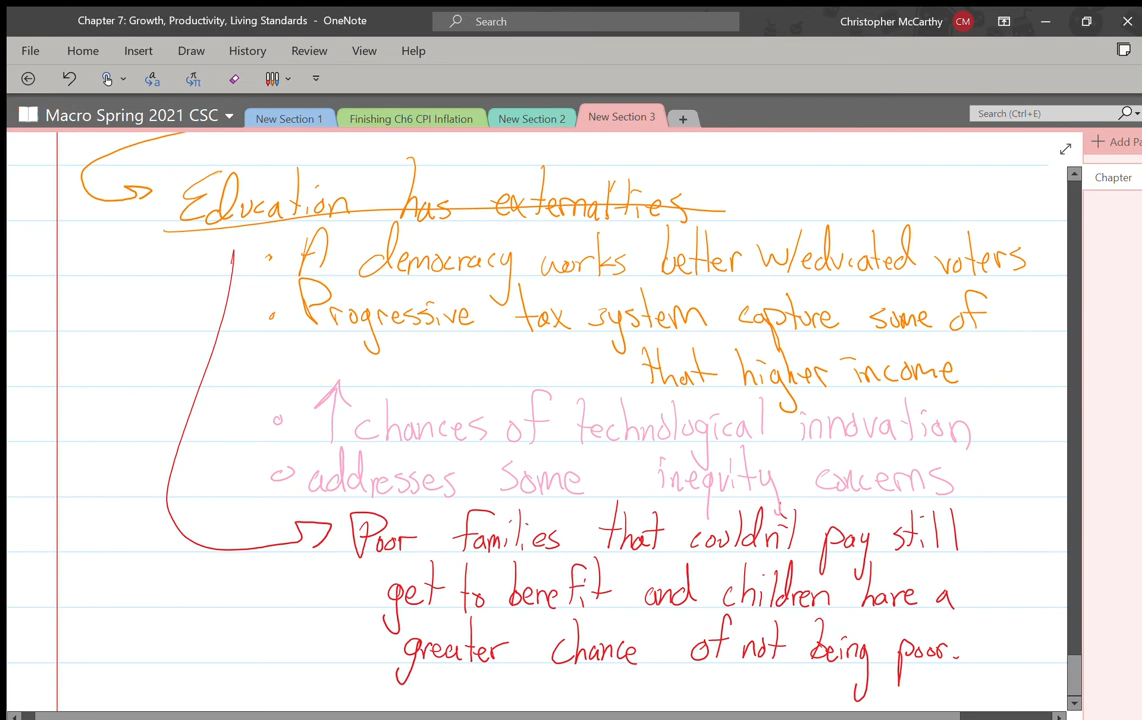 Chapter 7: Growth, Productivity, Living Standards - OneNote
Search
Christopher McCarthy CM
File Home Insert Draw History Review View Help
Macro Spring 2021 CSC
New Section 1 Finishing Ch6 CPI Inflation New Section 2 New Section 3 +
Search (Ctrl+E)
+ Add Pa
Chapter
Education has externalties
• A democracy works better w/educated voters
• Progressive tax system capture some of
that higher income
• ↑ chances of technological innovation
• addresses some inequity concerns
Poor families that couldn't pay still
get to benefit and children have a
greater chance of not being poor.